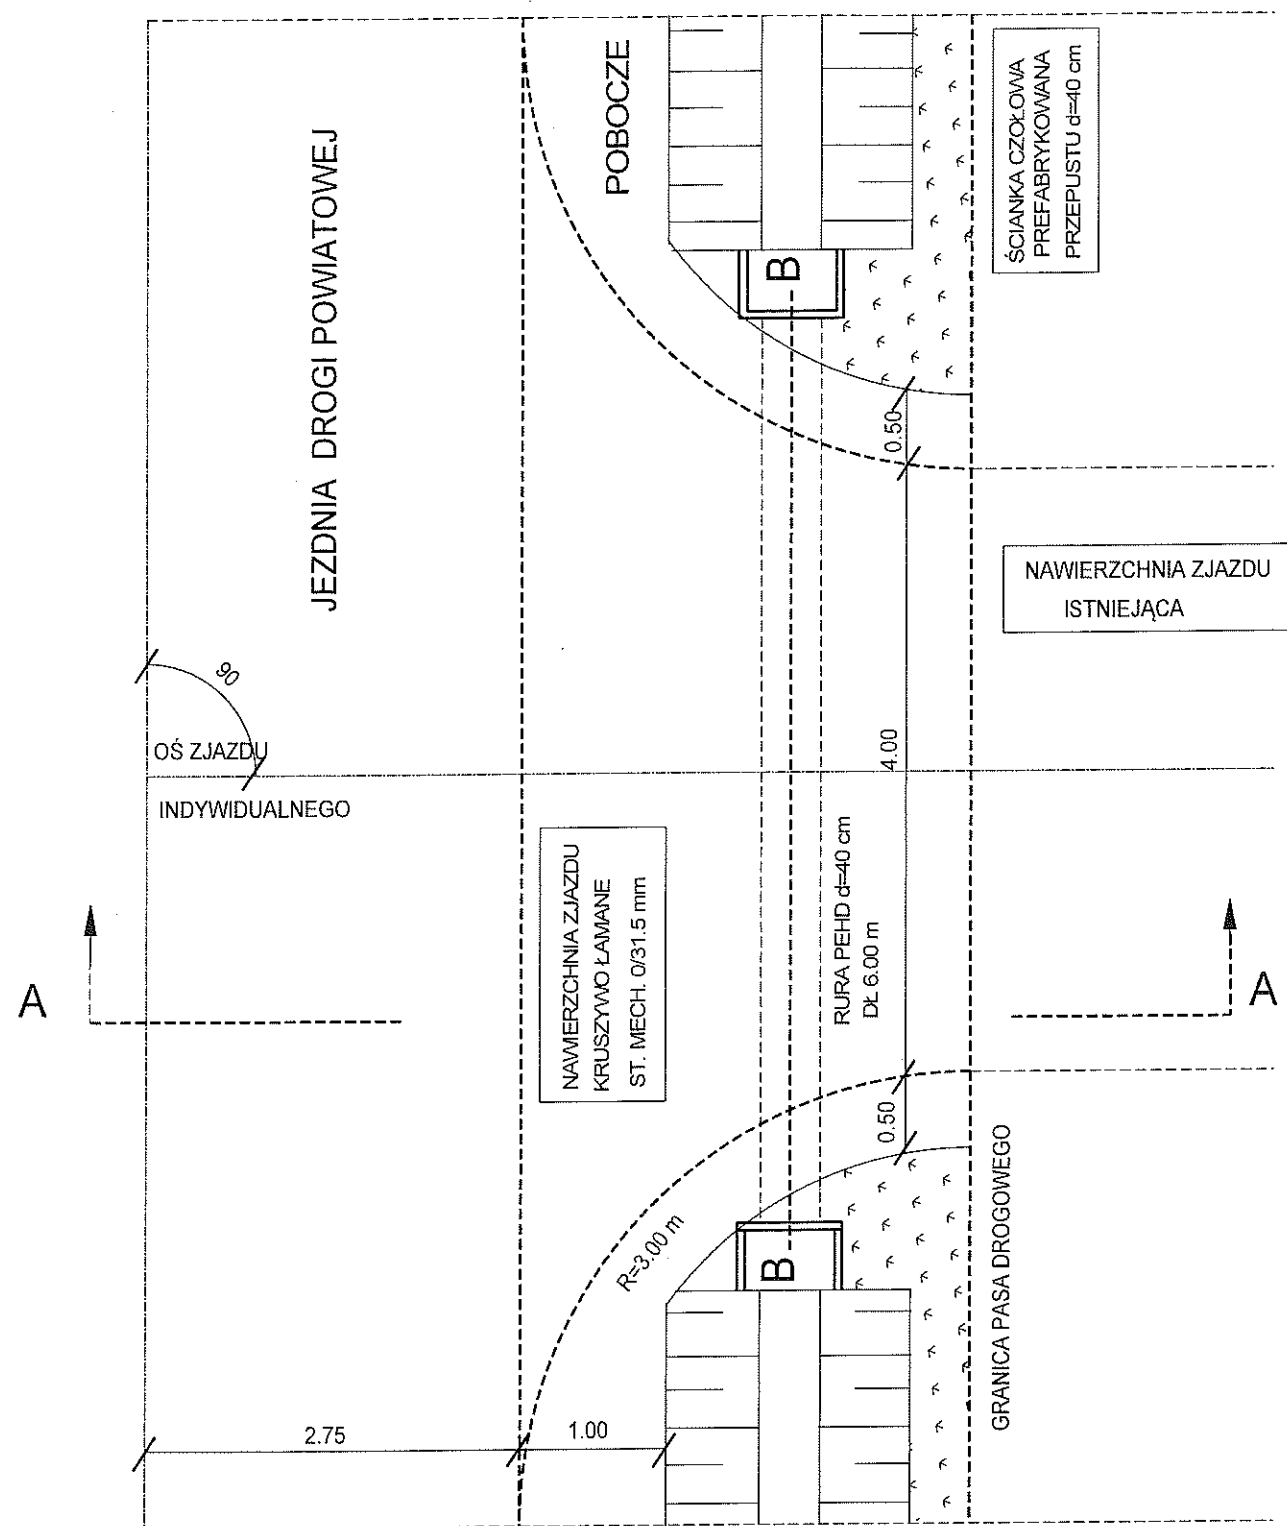 JEZDNIA DROGI POWIATOWEJ
POBOCZE
ŚCIANKA CZOŁOWA
PREFABRYKOWANA
PRZEPUSTU d=40 cm
B
0.50
NAWIERZCHNIA ZJAZDU
ISTNIEJĄCA
90
OŚ ZJAZDU
INDYWIDUALNEGO
4.00
NAWIERZCHNIA ZJAZDU
KRUSZYWO ŁAMANE
ST. MECH. 0/31.5 mm
RURA PEHD d=40 cm
DŁ 6.00 m
A
A
0.50
R=3.00 m
B
GRANICA PASA DROGOWEGO
2.75
1.00